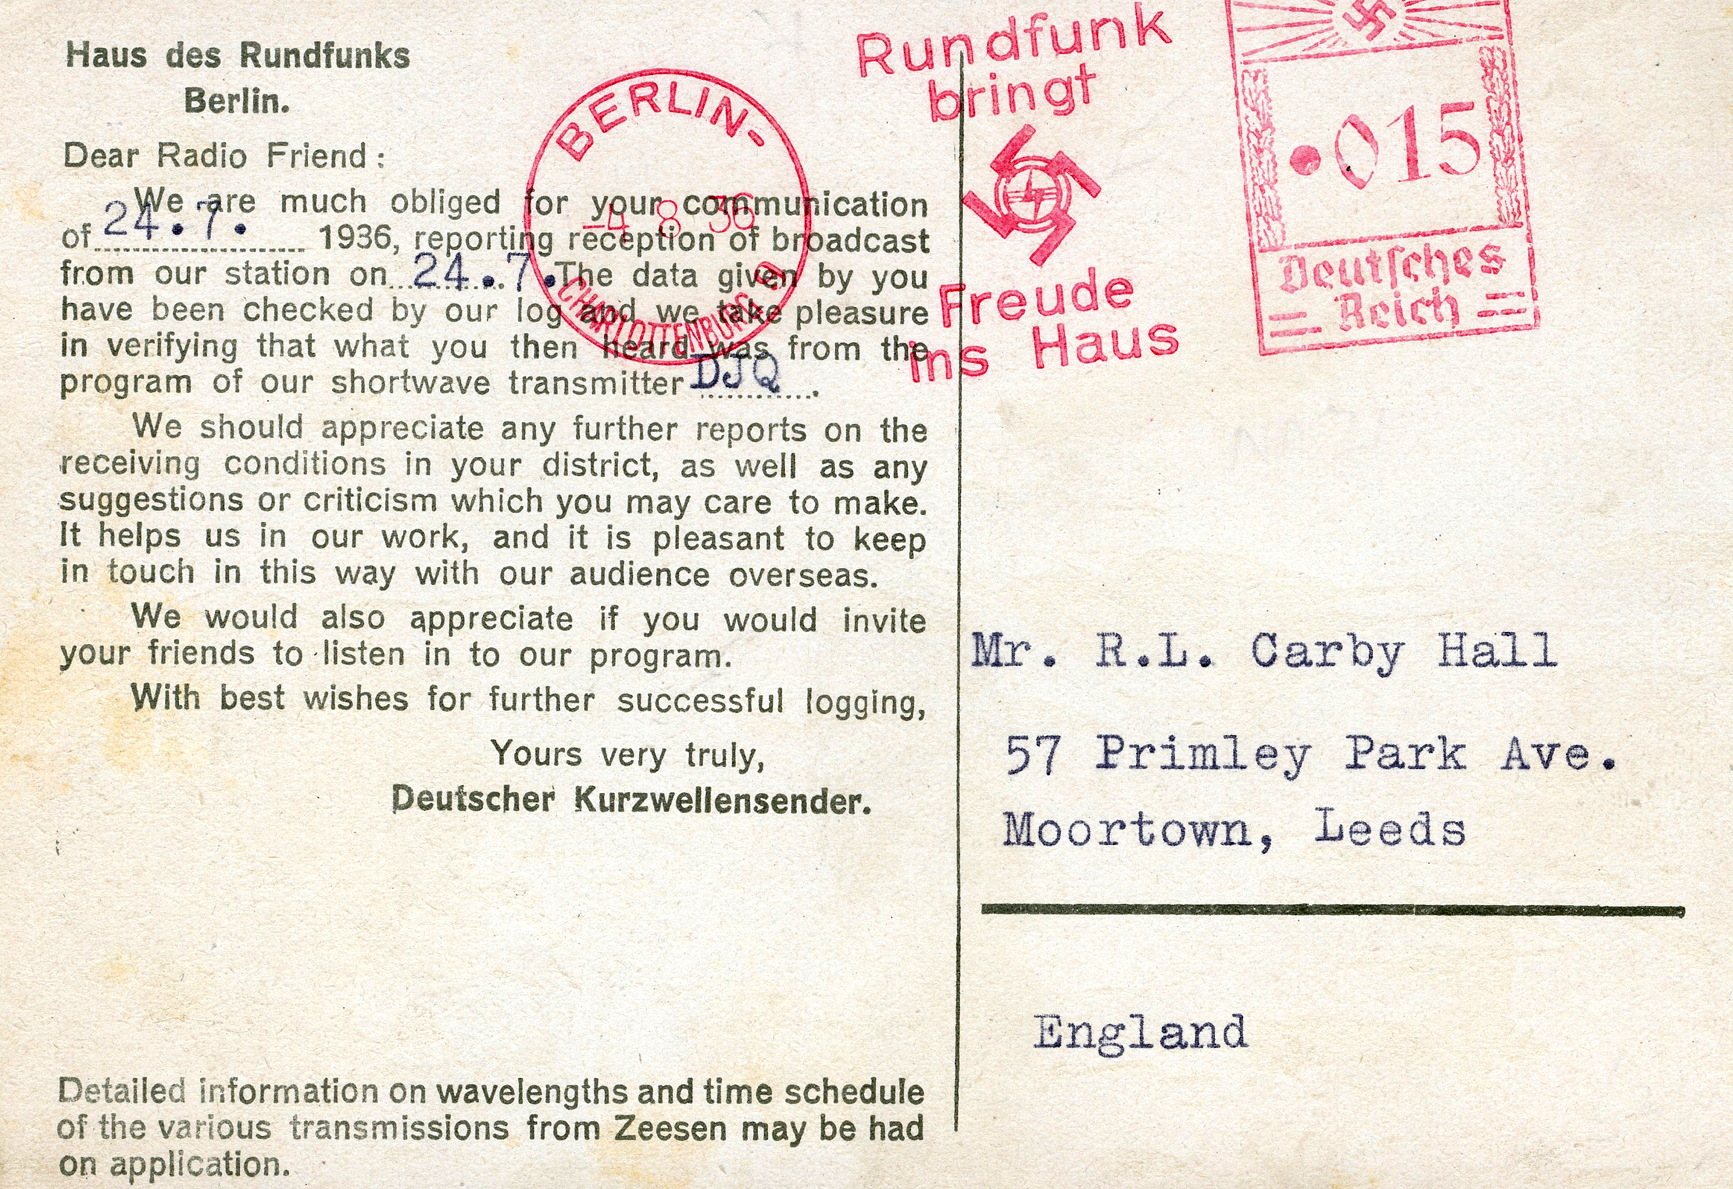 Haus des Rundfunks
Berlin.
Dear Radio Friend:
We are much obliged for your communication
of 24.7. 1936, reporting reception of broadcast
from our station on 24.7. The data given by you
have been checked by our log and we take pleasure
in verifying that what you then heard was from the
program of our shortwave transmitter DJQ.
We should appreciate any further reports on the
receiving conditions in your district, as well as any
suggestions or criticism which you may care to make.
It helps us in our work, and it is pleasant to keep
in touch in this way with our audience overseas.
We would also appreciate if you would invite
your friends to listen in to our program.
With best wishes for further successful logging,
Yours very truly,
Deutscher Kurzwellensender.
Detailed information on wavelengths and time schedule
of the various transmissions from Zeesen may be had
on application.
BERLIN-
-4 8 36
CHARLOTTENBURG 9
Rundfunk
bringt
Freude
ins Haus
015
Deutsches
Reich
Mr. R.L. Carby Hall
57 Primley Park Ave.
Moortown, Leeds
England